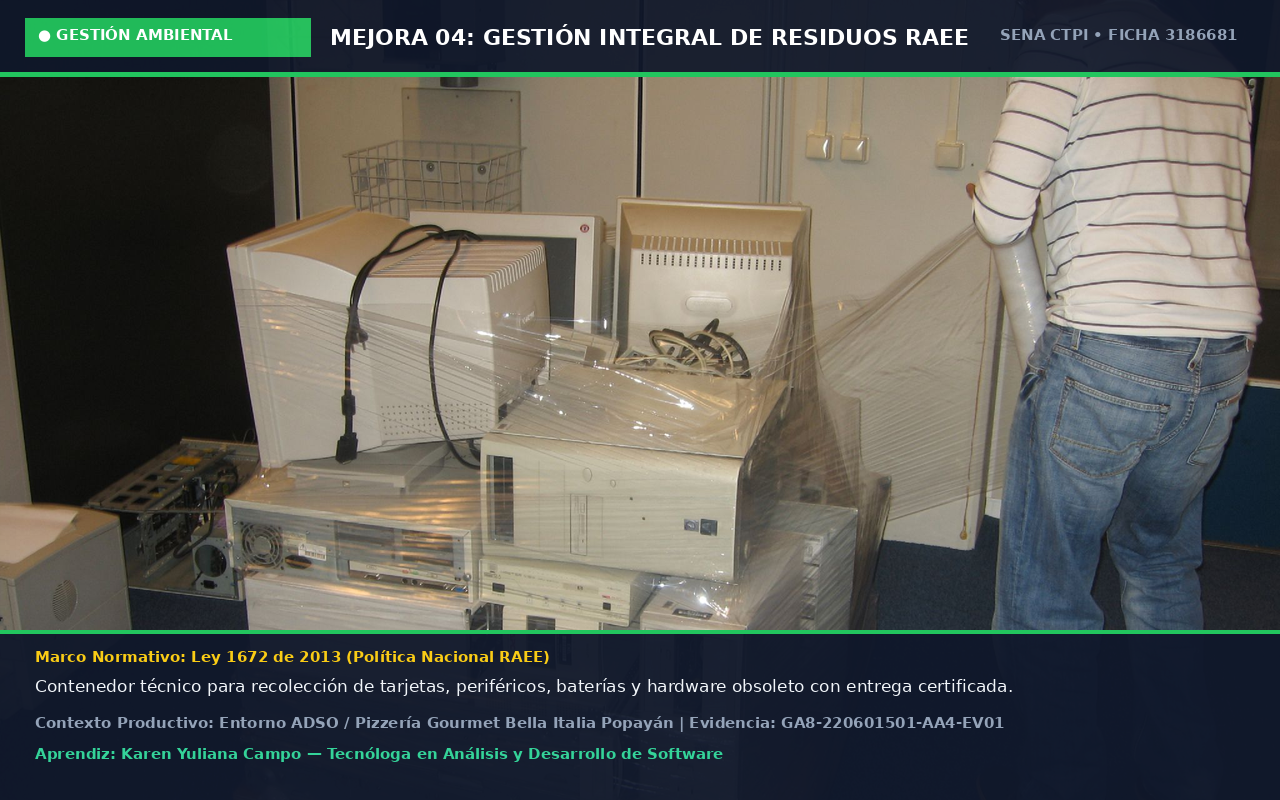 ● GESTIÓN AMBIENTAL
MEJORA 04: GESTIÓN INTEGRAL DE RESIDUOS RAEE
SENA CTPI • FICHA 3186681
Marco Normativo: Ley 1672 de 2013 (Política Nacional RAEE)
Contenedor técnico para recolección de tarjetas, periféricos, baterías y hardware obsoleto con entrega certificada.
Contexto Productivo: Entorno ADSO / Pizzería Gourmet Bella Italia Popayán | Evidencia: GA8-220601501-AA4-EV01
Aprendiz: Karen Yuliana Campo — Tecnóloga en Análisis y Desarrollo de Software